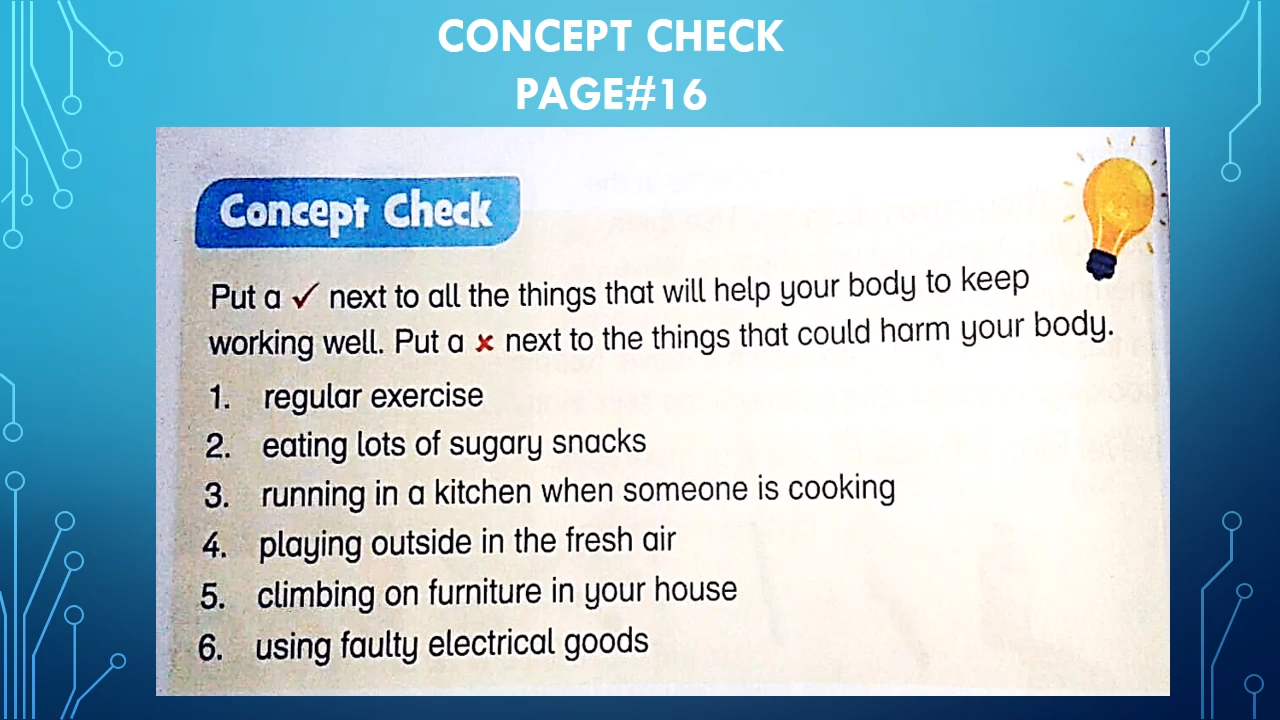 CONCEPT CHECK
PAGE#16
Concept Check
Put a ✓ next to all the things that will help your body to keep
working well. Put a ✗ next to the things that could harm your body.
1. regular exercise
2. eating lots of sugary snacks
3. running in a kitchen when someone is cooking
4. playing outside in the fresh air
5. climbing on furniture in your house
6. using faulty electrical goods